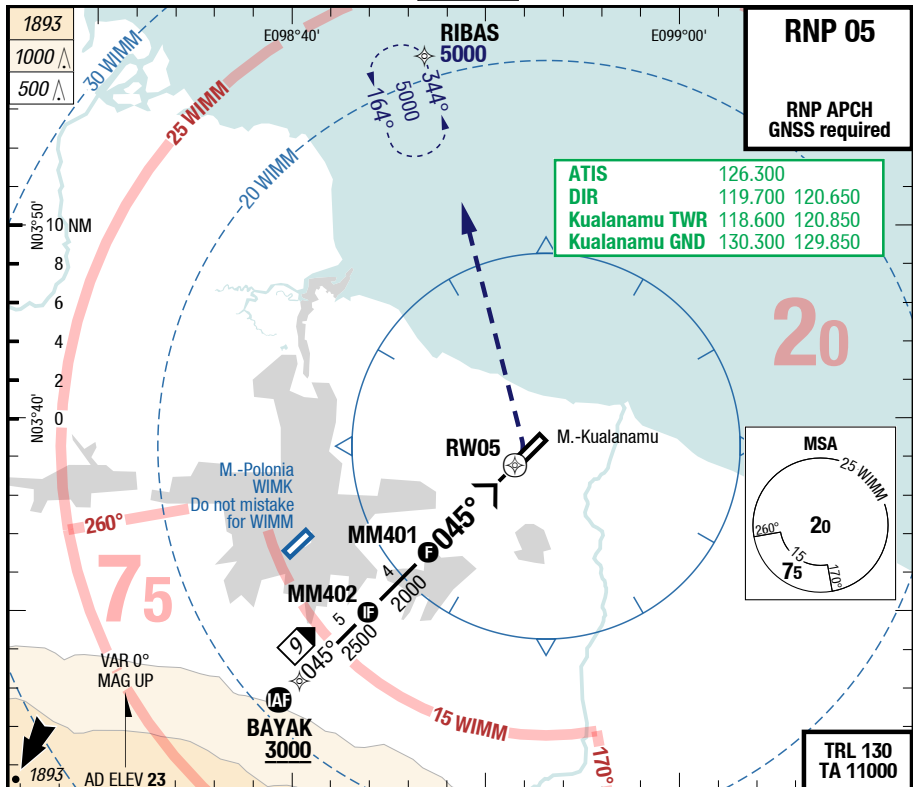 1893
1000
500
30 WIMM
25 WIMM
20 WIMM
E098°40'
RIBAS
5000
344°
5000
164°
E099°00'
RNP 05
RNP APCH
GNSS required
ATIS 126.300
DIR 119.700 120.650
Kualanamu TWR 118.600 120.850
Kualanamu GND 130.300 129.850
N03°50'
10 NM
8
6
4
2
0
N03°40'
20
M.-Kualanamu
RW05
M.-Polonia
WIMK
Do not mistake
for WIMM
260°
75
MM401
F
045°
4
2000
MM402
IF
5
2500
9
045°
IAF
BAYAK
3000
15 WIMM
170°
MSA
25 WIMM
260°
20
15
75
170°
VAR 0°
MAG UP
1893
AD ELEV 23
TRL 130
TA 11000